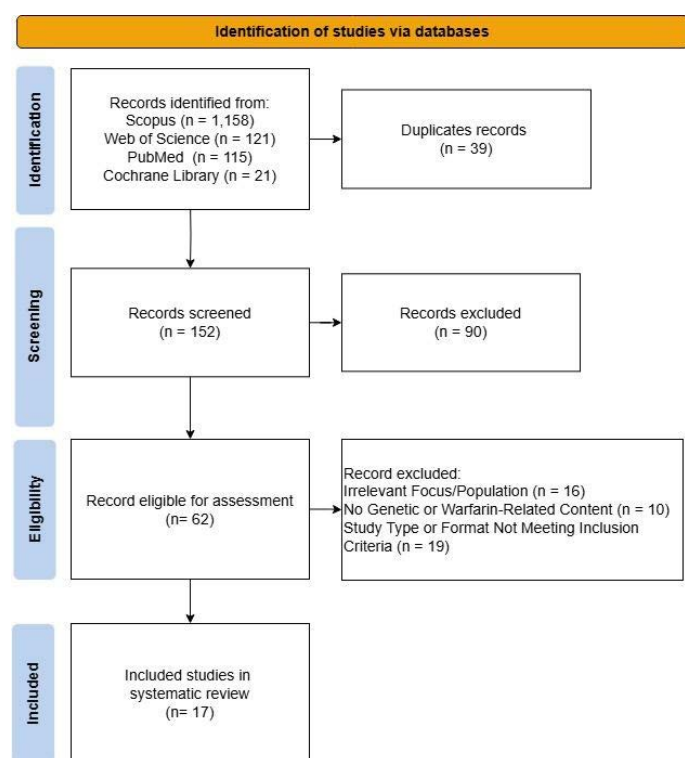 Identification of studies via databases
Identification
Records identified from:
Scopus (n = 1,158)
Web of Science (n = 121)
PubMed (n = 115)
Cochrane Library (n = 21)
Duplicates records
(n = 39)
Screening
Records screened
(n = 152)
Records excluded
(n = 90)
Eligibility
Record eligible for assessment
(n= 62)
Record excluded:
Irrelevant Focus/Population (n = 16)
No Genetic or Warfarin-Related Content (n = 10)
Study Type or Format Not Meeting Inclusion
Criteria (n = 19)
Included
Included studies in
systematic review
(n= 17)